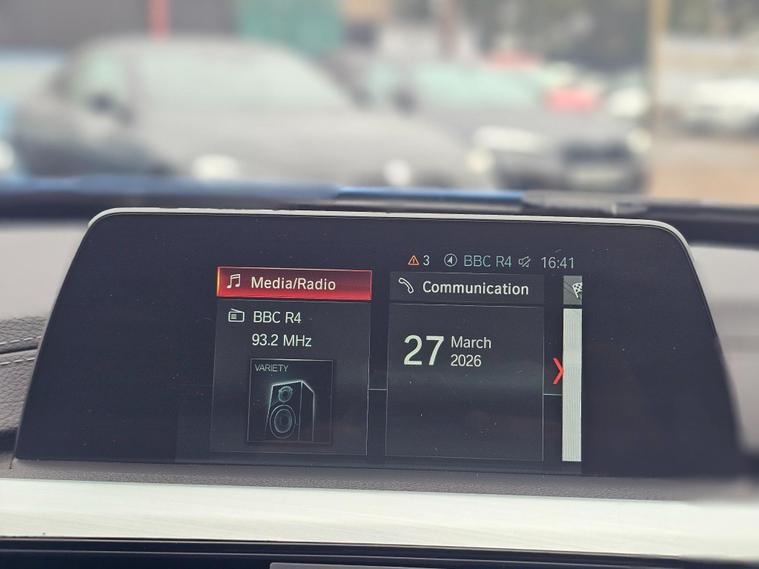 3 BBC R4 16:41
Media/Radio
BBC R4
93.2 MHz
VARIETY
Communication
27 March
2026